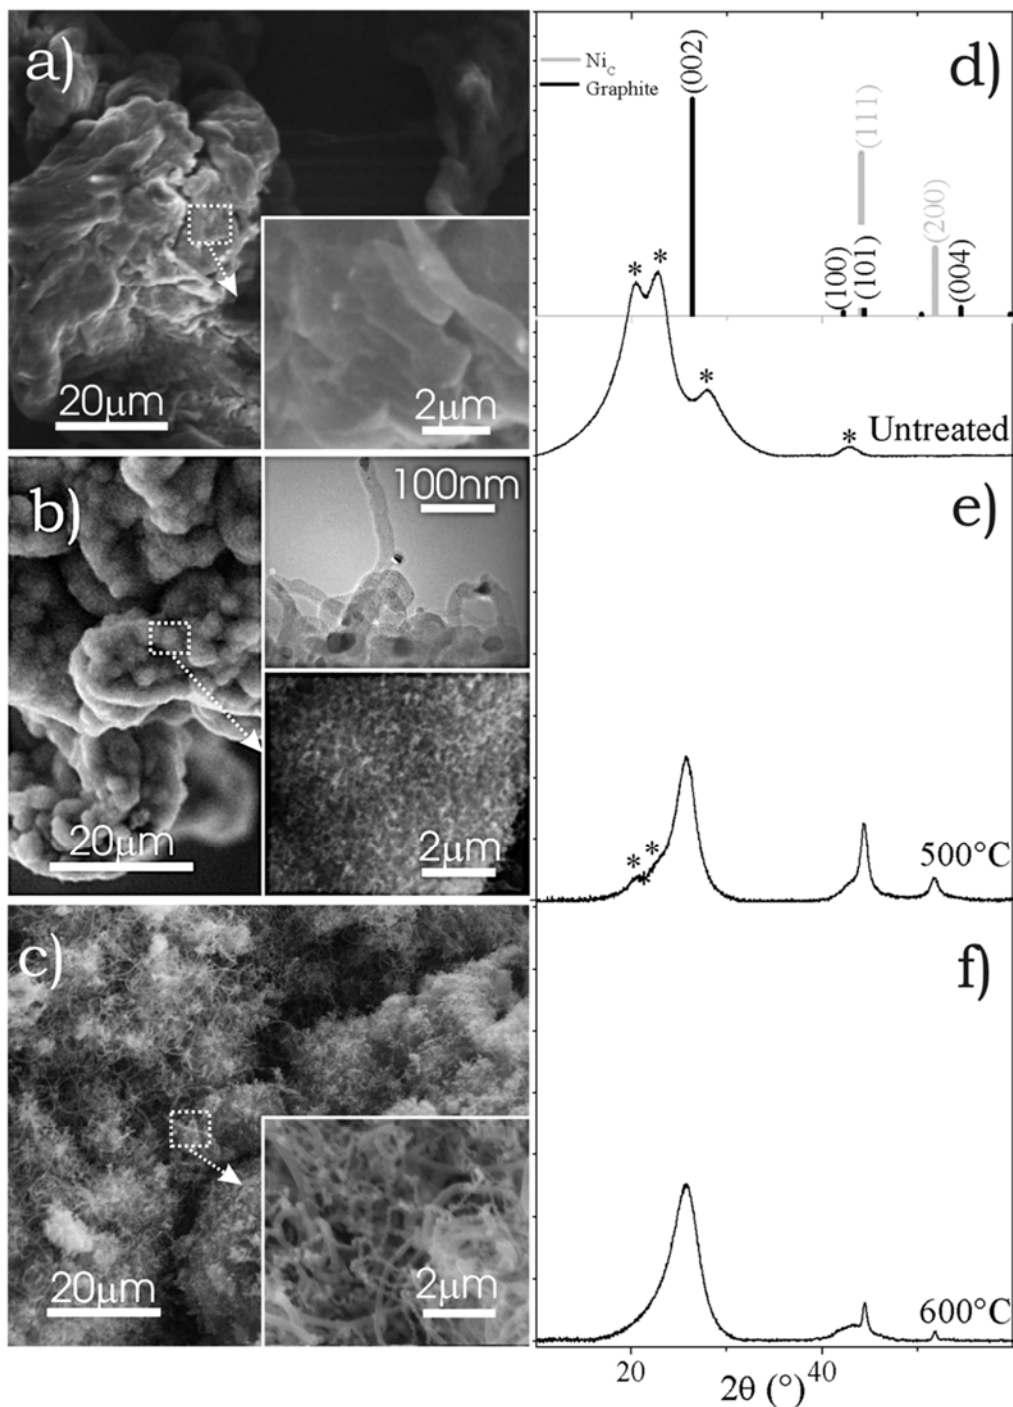 a)
20µm
2µm
b)
100nm
20µm
2µm
c)
20µm
2µm
d)
Ni_C
Graphite
(002)
(111)
(200)
(100)
(101)
(004)
* * * *
Untreated
e)
* * *
500°C
f)
600°C
20 40
2θ (°)